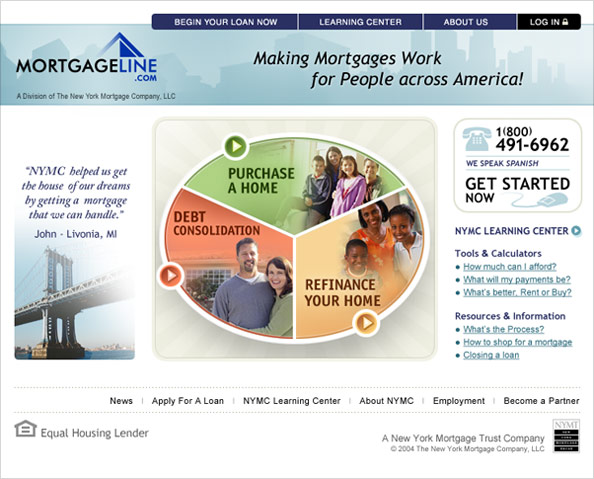 BEGIN YOUR LOAN NOW
LEARNING CENTER
ABOUT US
LOG IN
MORTGAGELINE
.COM
A Division of The New York Mortgage Company, LLC
Making Mortgages Work
for People across America!
"NYMC helped us get
the house of our dreams
by getting a mortgage
that we can handle."
John - Livonia, MI
PURCHASE
A HOME
DEBT
CONSOLIDATION
REFINANCE
YOUR HOME
1(800)
491-6962
WE SPEAK SPANISH
GET STARTED
NOW
NYMC LEARNING CENTER
Tools & Calculators
How much can I afford?
What will my payments be?
What's better, Rent or Buy?
Resources & Information
What's the Process?
How to shop for a mortgage
Closing a loan
News
Apply For A Loan
NYMC Learning Center
About NYMC
Employment
Become a Partner
Equal Housing Lender
A New York Mortgage Trust Company
© 2004 The New York Mortgage Company, LLC
NYMT